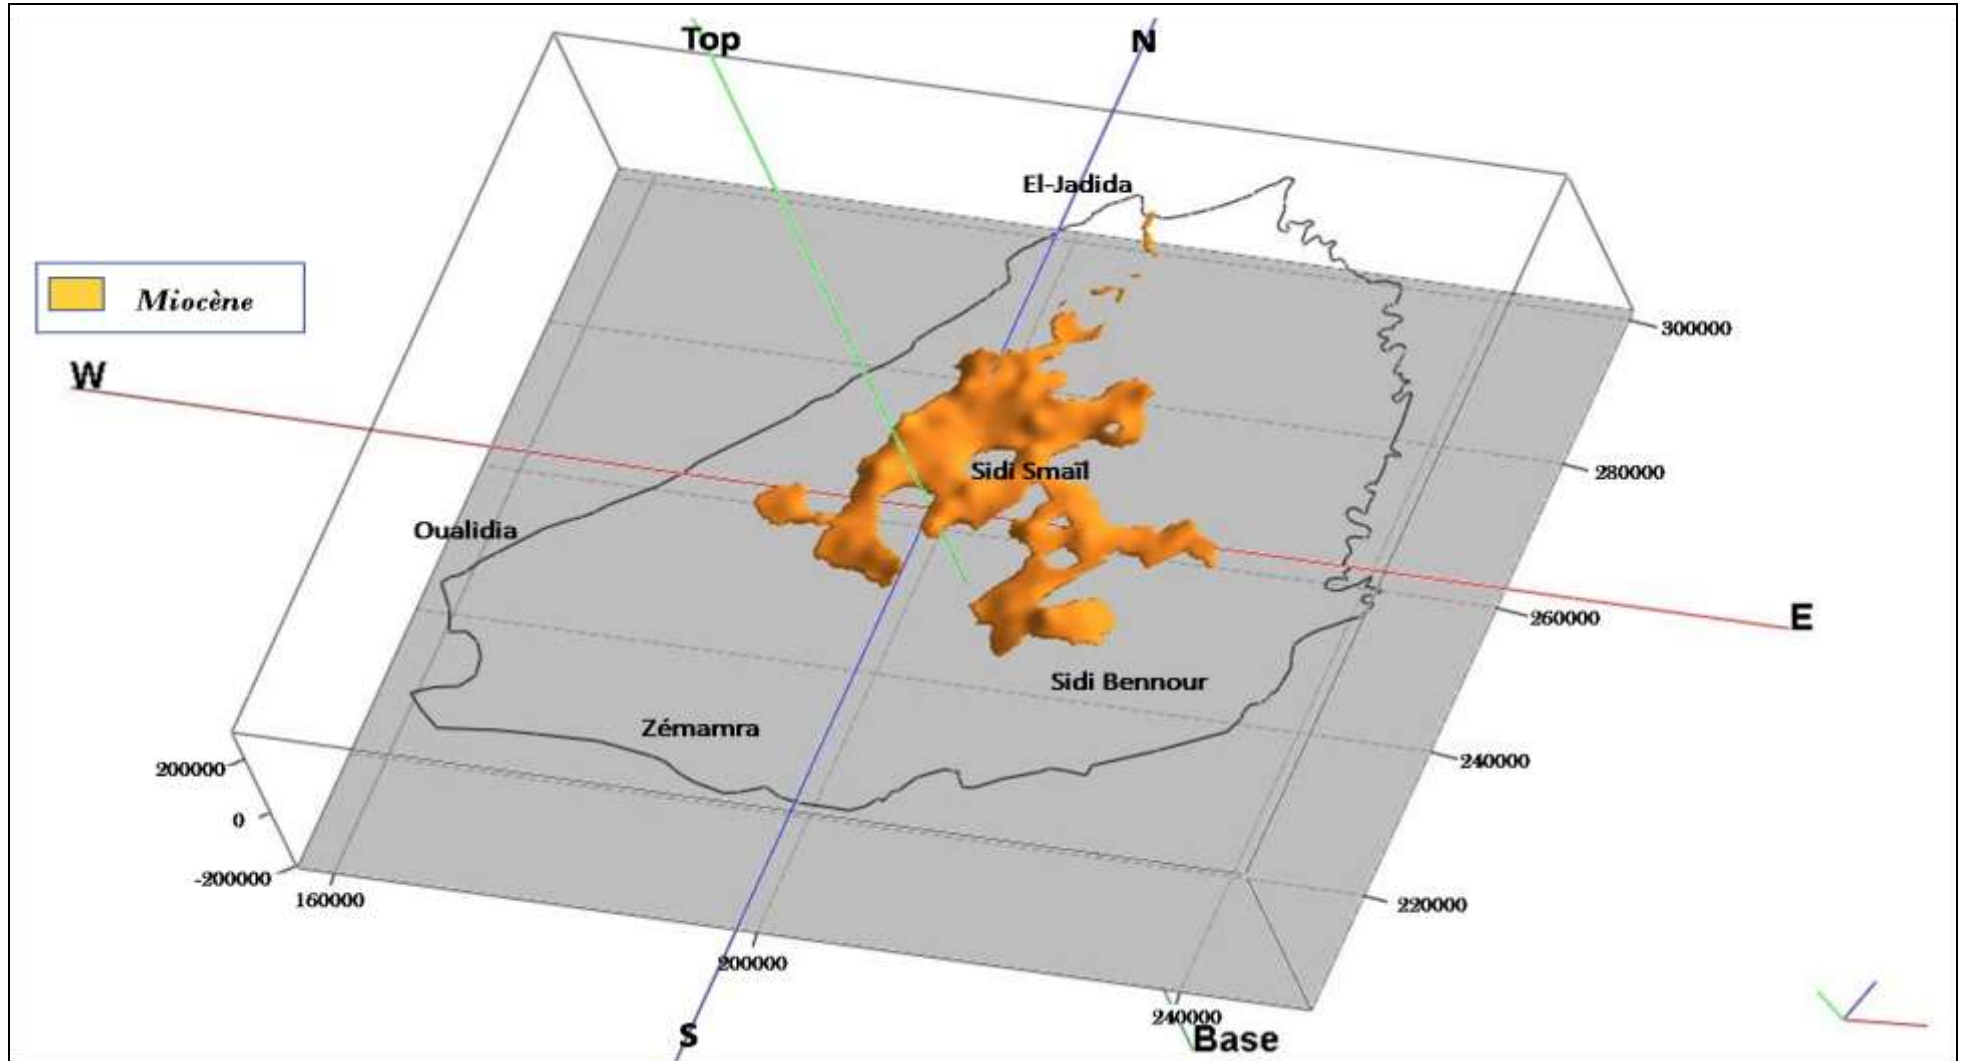 Top
N
El-Jadida
Miocène
300000
W
Sidi Smaïl
280000
Oualidia
E
260000
Sidi Bennour
Zémamra
240000
200000
0
-200000
160000
220000
200000
240000
S
Base